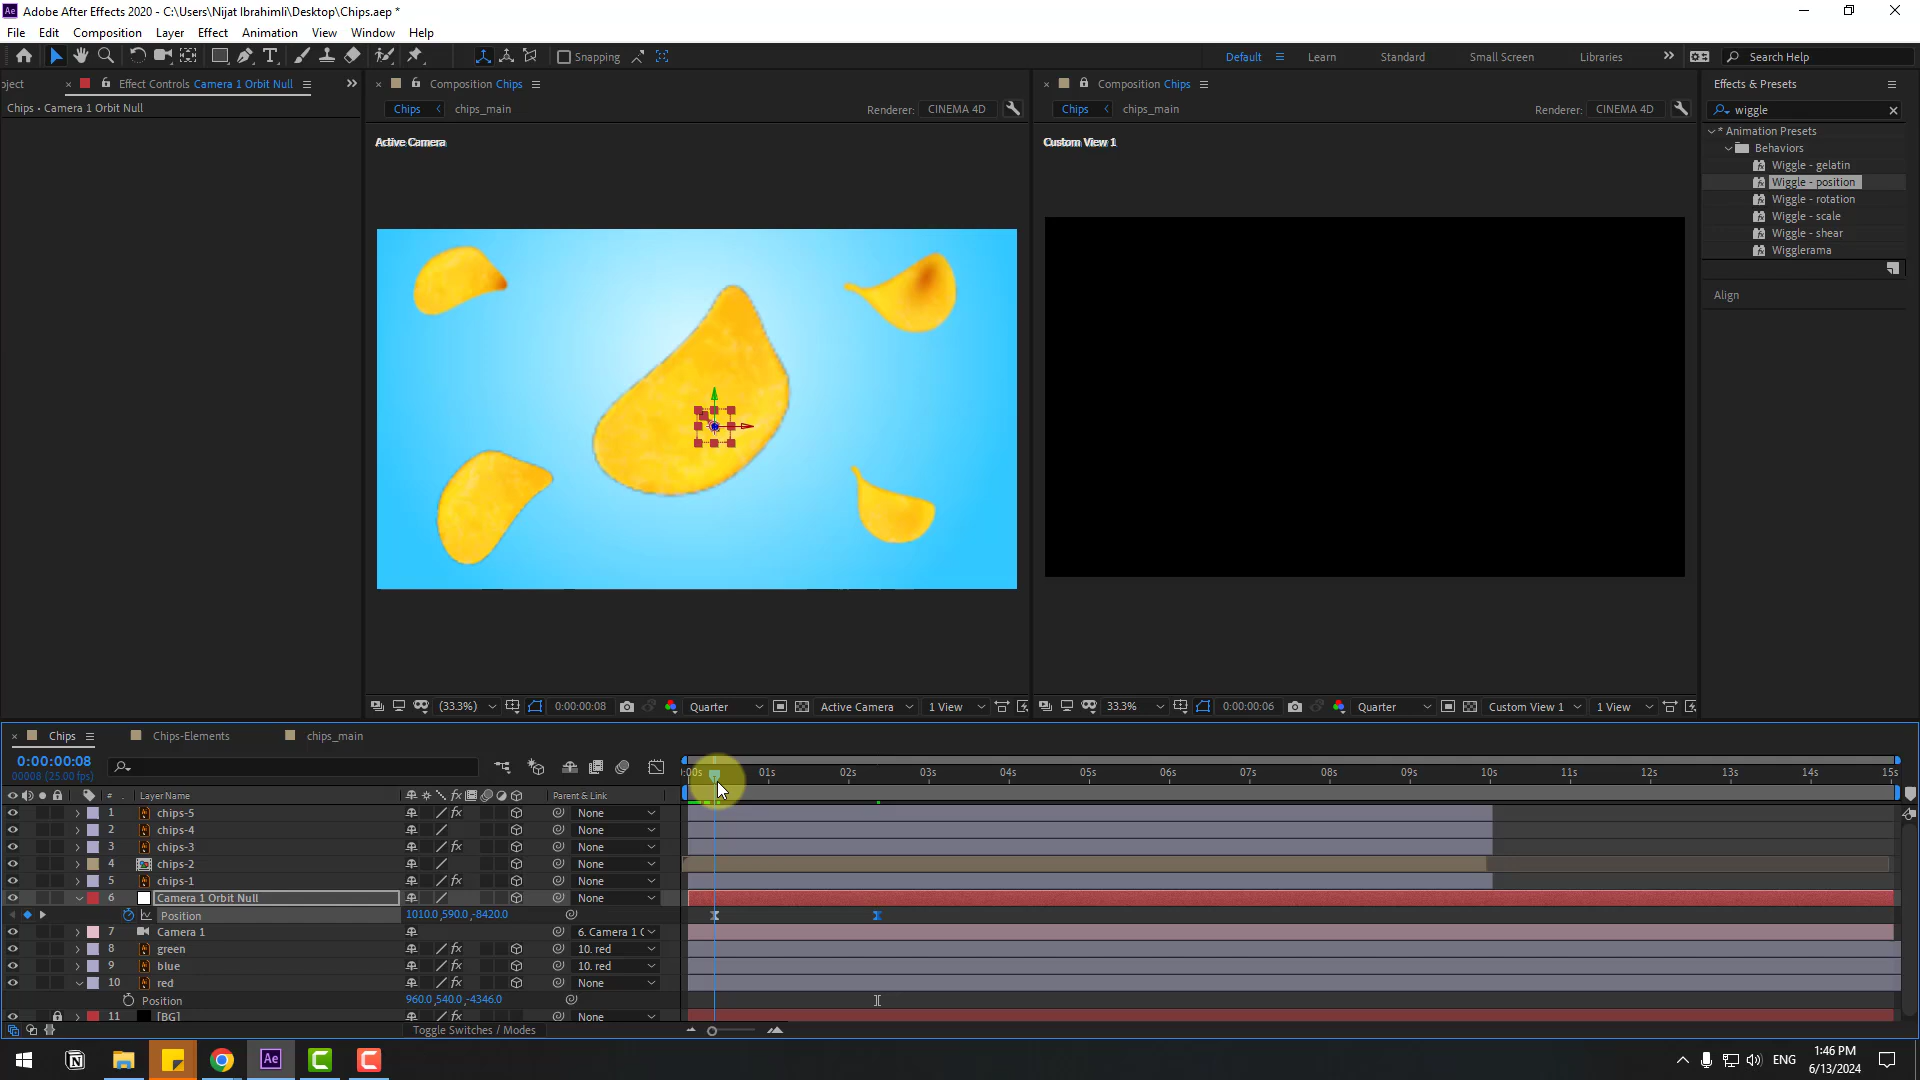 Adobe After Effects 2020 - C:\Users\Nijat Ibrahimli\Desktop\Chips.aep *
File Edit Composition Layer Effect Animation View Window Help
Snapping
Default Learn Standard Small Screen Libraries Search Help
oject Effect Controls Camera 1 Orbit Null
Chips • Camera 1 Orbit Null
Composition Chips
Chips chips_main Renderer: CINEMA 4D
Active Camera
Composition Chips
Chips chips_main Renderer: CINEMA 4D
Custom View 1
Effects & Presets
wiggle
* Animation Presets
Behaviors
Wiggle - gelatin
Wiggle - position
Wiggle - rotation
Wiggle - scale
Wiggle - shear
Wigglerama
Align
(33.3%) 0:00:00:08 Quarter Active Camera 1 View
33.3% 0:00:00:06 Quarter Custom View 1 1 View
Chips Chips-Elements chips_main
0:00:00:08
00008 (25.00 fps)
:00s 01s 02s 03s 04s 05s 06s 07s 08s 09s 10s 11s 12s 13s 14s 15s
# Layer Name Parent & Link
1 chips-5 None
2 chips-4 None
3 chips-3 None
4 chips-2 None
5 chips-1 None
6 Camera 1 Orbit Null None
Position 1010.0,590.0,-8420.0
7 Camera 1 6. Camera 1 C
8 green 10. red
9 blue 10. red
10 red None
Position 960.0,540.0,-4346.0
11 [BG] None
Toggle Switches / Modes
ENG 1:46 PM
6/13/2024